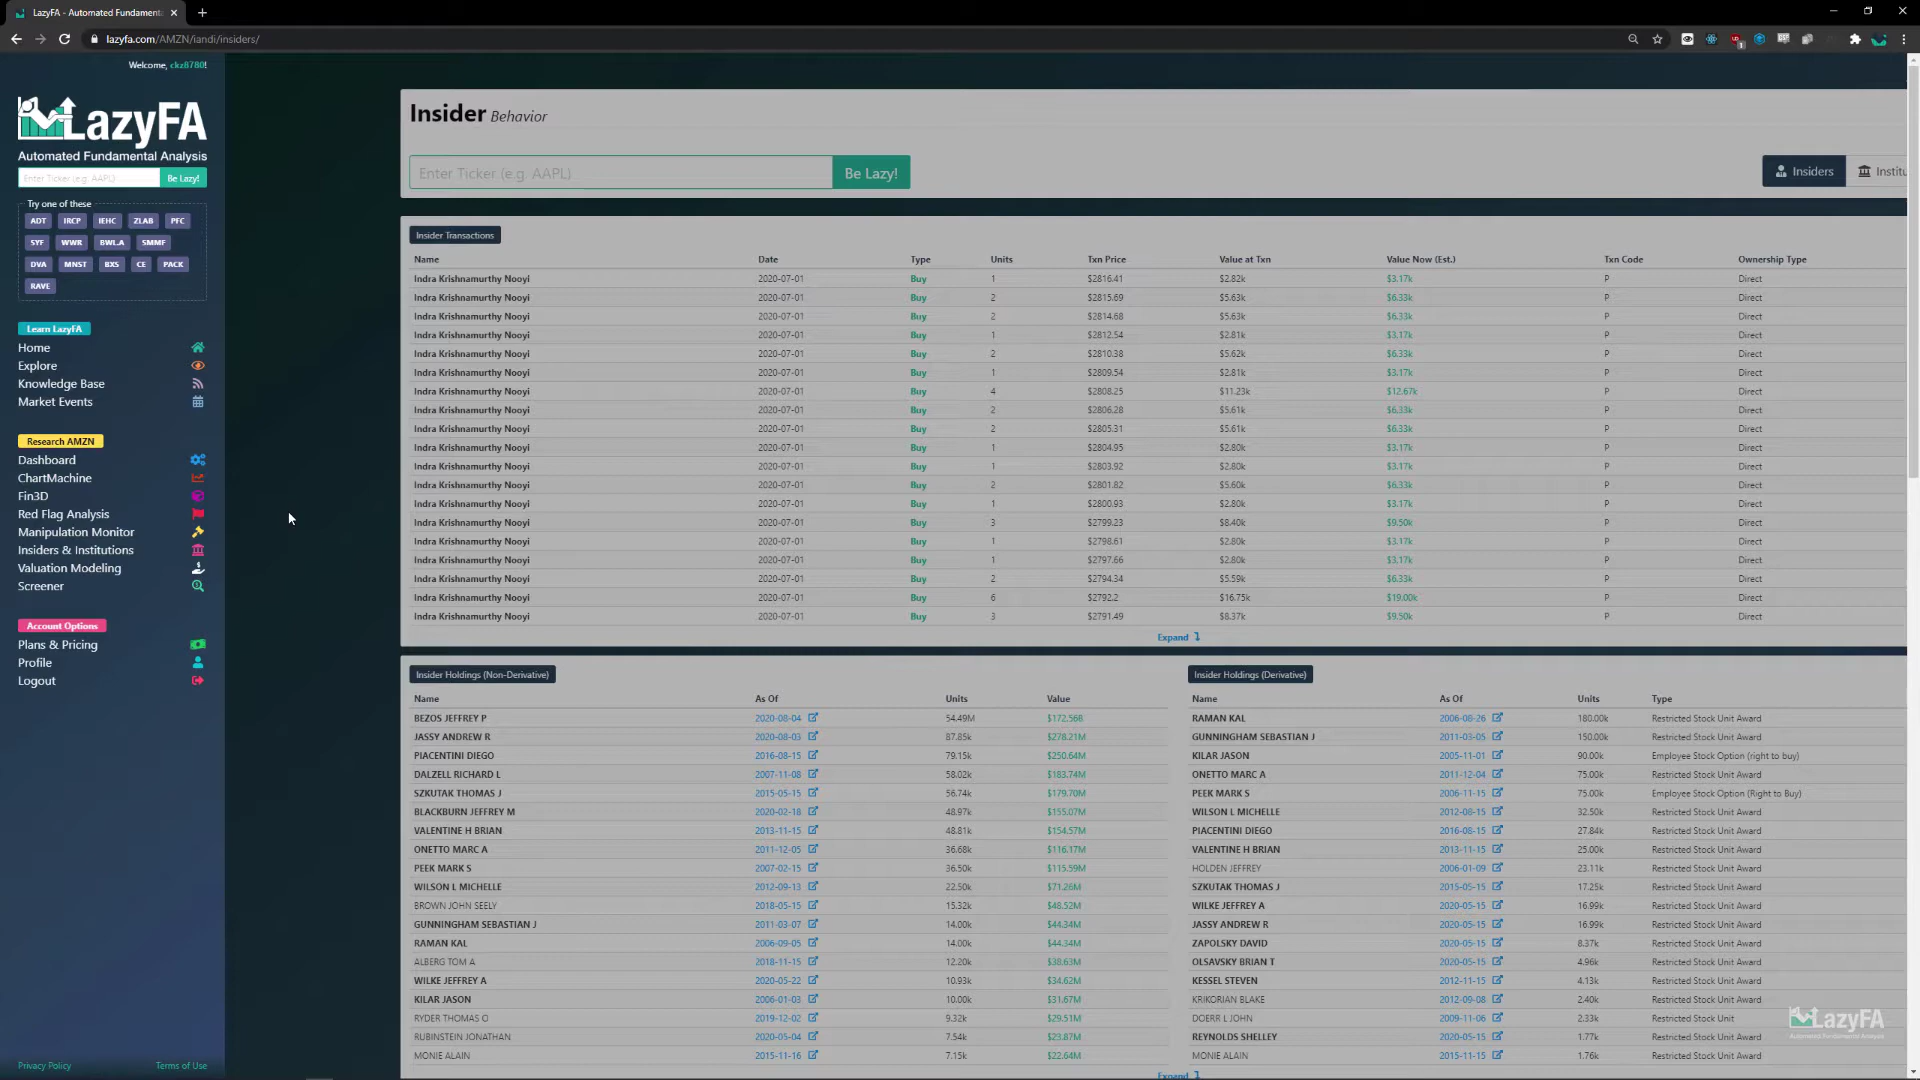 LazyFA - Automated Fundamental
lazyfa.com/AMZN/iandi/insiders/
Welcome, ckz8780!
LazyFA
Automated Fundamental Analysis
Enter Ticker (e.g. AAPL) Be Lazy!
Try one of these
ADT IRCP IEHC ZLAB PFC
SYF WWR BWL.A SMMF
DVA MNST BXS CE PACK
RAVE
Learn LazyFA
Home
Explore
Knowledge Base
Market Events
Research AMZN
Dashboard
ChartMachine
Fin3D
Red Flag Analysis
Manipulation Monitor
Insiders & Institutions
Valuation Modeling
Screener
Account Options
Plans & Pricing
Profile
Logout
Privacy Policy Terms of Use
Insider Behavior
Enter Ticker (e.g. AAPL) Be Lazy!
Insiders Institu
Insider Transactions
Name Date Type Units Txn Price Value at Txn Value Now (Est.) Txn Code Ownership Type
Indra Krishnamurthy Nooyi 2020-07-01 Buy 1 $2816.41 $2.82k $3.17k P Direct
Indra Krishnamurthy Nooyi 2020-07-01 Buy 2 $2815.69 $5.63k $6.33k P Direct
Indra Krishnamurthy Nooyi 2020-07-01 Buy 2 $2814.68 $5.63k $6.33k P Direct
Indra Krishnamurthy Nooyi 2020-07-01 Buy 1 $2812.54 $2.81k $3.17k P Direct
Indra Krishnamurthy Nooyi 2020-07-01 Buy 2 $2810.38 $5.62k $6.33k P Direct
Indra Krishnamurthy Nooyi 2020-07-01 Buy 1 $2809.54 $2.81k $3.17k P Direct
Indra Krishnamurthy Nooyi 2020-07-01 Buy 4 $2808.25 $11.23k $12.67k P Direct
Indra Krishnamurthy Nooyi 2020-07-01 Buy 2 $2806.28 $5.61k $6.33k P Direct
Indra Krishnamurthy Nooyi 2020-07-01 Buy 2 $2805.31 $5.61k $6.33k P Direct
Indra Krishnamurthy Nooyi 2020-07-01 Buy 1 $2804.95 $2.80k $3.17k P Direct
Indra Krishnamurthy Nooyi 2020-07-01 Buy 1 $2803.92 $2.80k $3.17k P Direct
Indra Krishnamurthy Nooyi 2020-07-01 Buy 2 $2801.82 $5.60k $6.33k P Direct
Indra Krishnamurthy Nooyi 2020-07-01 Buy 1 $2800.93 $2.80k $3.17k P Direct
Indra Krishnamurthy Nooyi 2020-07-01 Buy 3 $2799.23 $8.40k $9.50k P Direct
Indra Krishnamurthy Nooyi 2020-07-01 Buy 1 $2798.61 $2.80k $3.17k P Direct
Indra Krishnamurthy Nooyi 2020-07-01 Buy 1 $2797.66 $2.80k $3.17k P Direct
Indra Krishnamurthy Nooyi 2020-07-01 Buy 2 $2794.34 $5.59k $6.33k P Direct
Indra Krishnamurthy Nooyi 2020-07-01 Buy 6 $2792.2 $16.75k $19.00k P Direct
Indra Krishnamurthy Nooyi 2020-07-01 Buy 3 $2791.49 $8.37k $9.50k P Direct
Expand
Insider Holdings (Non-Derivative)
Name As Of Units Value
BEZOS JEFFREY P 2020-08-04 54.49M $172.56B
JASSY ANDREW R 2020-08-03 87.85k $278.21M
PIACENTINI DIEGO 2016-08-15 79.15k $250.64M
DALZELL RICHARD L 2007-11-08 58.02k $183.74M
SZKUTAK THOMAS J 2015-05-15 56.74k $179.70M
BLACKBURN JEFFREY M 2020-02-18 48.97k $155.07M
VALENTINE H BRIAN 2013-11-15 48.81k $154.57M
ONETTO MARC A 2011-12-05 36.68k $116.17M
PEEK MARK S 2007-02-15 36.50k $115.59M
WILSON L MICHELLE 2012-09-13 22.50k $71.26M
BROWN JOHN SEELY 2018-05-15 15.32k $48.52M
GUNNINGHAM SEBASTIAN J 2011-03-07 14.00k $44.34M
RAMAN KAL 2006-09-05 14.00k $44.34M
ALBERG TOM A 2018-11-15 12.20k $38.63M
WILKE JEFFREY A 2020-05-22 10.93k $34.62M
KILAR JASON 2006-01-03 10.00k $31.67M
RYDER THOMAS O 2019-12-02 9.32k $29.51M
RUBINSTEIN JONATHAN 2020-05-04 7.54k $23.87M
MONIE ALAIN 2015-11-16 7.15k $22.64M
Insider Holdings (Derivative)
Name As Of Units Type
RAMAN KAL 2006-08-26 180.00k Restricted Stock Unit Award
GUNNINGHAM SEBASTIAN J 2011-03-05 150.00k Restricted Stock Unit Award
KILAR JASON 2005-11-01 90.00k Employee Stock Option (right to buy)
ONETTO MARC A 2011-12-04 75.00k Restricted Stock Unit Award
PEEK MARK S 2006-11-15 75.00k Employee Stock Option (Right to Buy)
WILSON L MICHELLE 2012-08-15 32.50k Restricted Stock Unit Award
PIACENTINI DIEGO 2016-08-15 27.84k Restricted Stock Unit Award
VALENTINE H BRIAN 2013-11-15 25.00k Restricted Stock Unit Award
HOLDEN JEFFREY 2006-01-09 23.11k Restricted Stock Unit Award
SZKUTAK THOMAS J 2015-05-15 17.25k Restricted Stock Unit Award
WILKE JEFFREY A 2020-05-15 16.99k Restricted Stock Unit Award
JASSY ANDREW R 2020-05-15 16.99k Restricted Stock Unit Award
ZAPOLSKY DAVID 2020-05-15 8.37k Restricted Stock Unit Award
OLSAVSKY BRIAN T 2020-05-15 4.96k Restricted Stock Unit Award
KESSEL STEVEN 2012-11-15 4.13k Restricted Stock Unit Award
KRIKORIAN BLAKE 2012-09-08 2.40k Restricted Stock Unit Award
DOERR L JOHN 2009-11-06 2.33k Restricted Stock Unit
REYNOLDS SHELLEY 2020-05-15 1.77k Restricted Stock Unit Award
MONIE ALAIN 2015-11-15 1.76k Restricted Stock Unit Award
Expand
LazyFA
Automated Fundamental Analysis